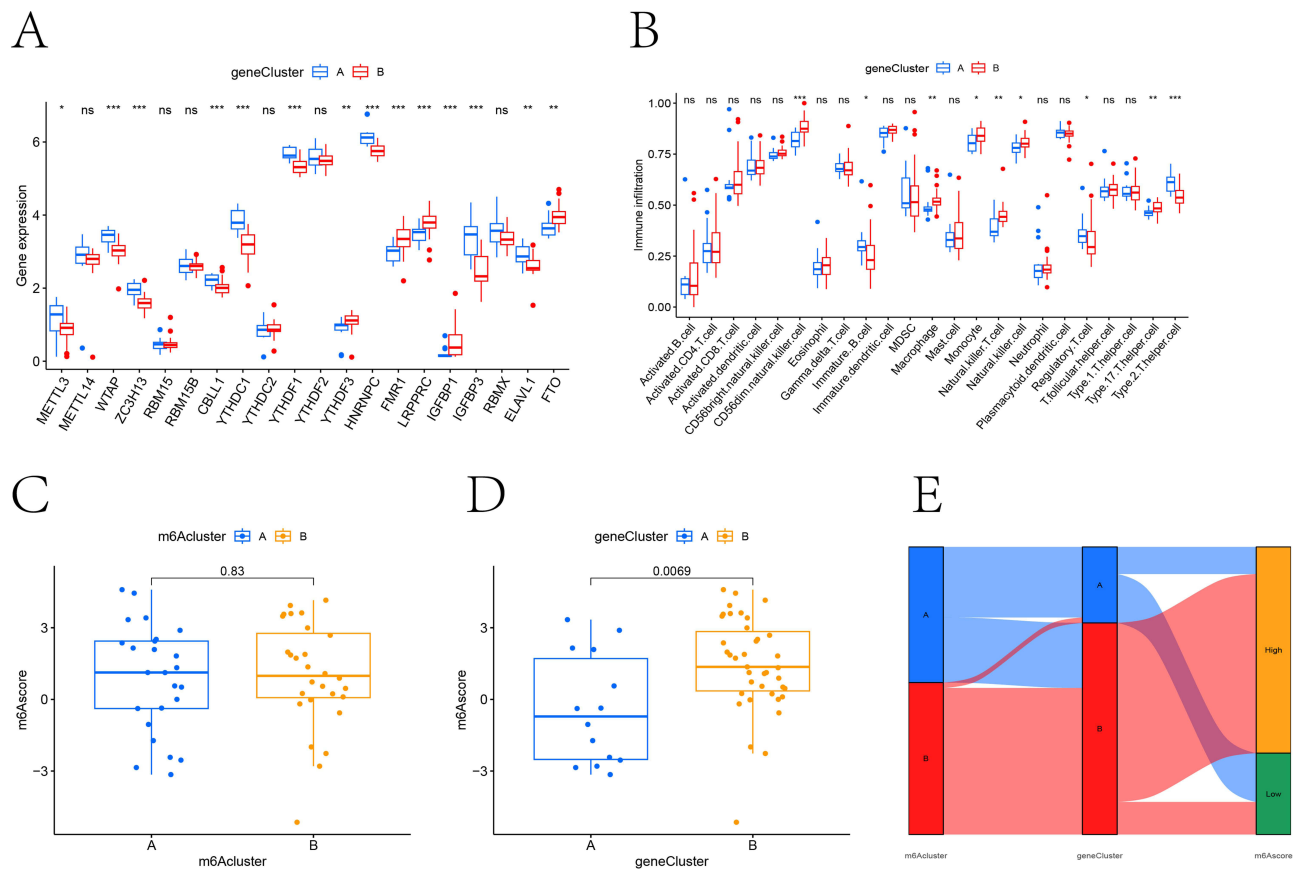 A
geneCluster A B
* ns *** *** ns ns *** *** ns *** ns ** *** *** *** *** *** ns ** **
Gene expression
6
4
2
0
METTL3
METTL14
WTAP
ZC3H13
RBM15
RBM15B
CBLL1
YTHDC1
YTHDC2
YTHDF1
YTHDF2
YTHDF3
HNRNPC
FMR1
LRPPRC
IGFBP1
IGFBP3
RBMX
ELAVL1
FTO
B
geneCluster A B
ns ns ns ns ns *** ns ns * ns ns ** ns * ** * ns ns * ns ns ** ***
Immune infiltration
1.00
0.75
0.50
0.25
0.00
Activated.B.cell
Activated.CD4.T.cell
Activated.CD8.T.cell
Activated.dendritic.cell
CD56bright.natural.killer.cell
CD56dim.natural.killer.cell
Eosinophil
Gamma.delta.T.cell
Immature..B.cell
Immature.dendritic.cell
MDSC
Macrophage
Mast.cell
Monocyte
Natural.killer.T.cell
Natural.killer.cell
Neutrophil
Plasmacytoid.dendritic.cell
Regulatory.T.cell
T.follicular.helper.cell
Type.1.T.helper.cell
Type.17.T.helper.cell
Type.2.T.helper.cell
C
m6Acluster A B
0.83
m6Ascore
3
0
−3
A B
m6Acluster
D
geneCluster A B
0.0069
m6Ascore
3
0
−3
A B
geneCluster
E
A
B
A
B
High
Low
m6Acluster geneCluster m6Ascore